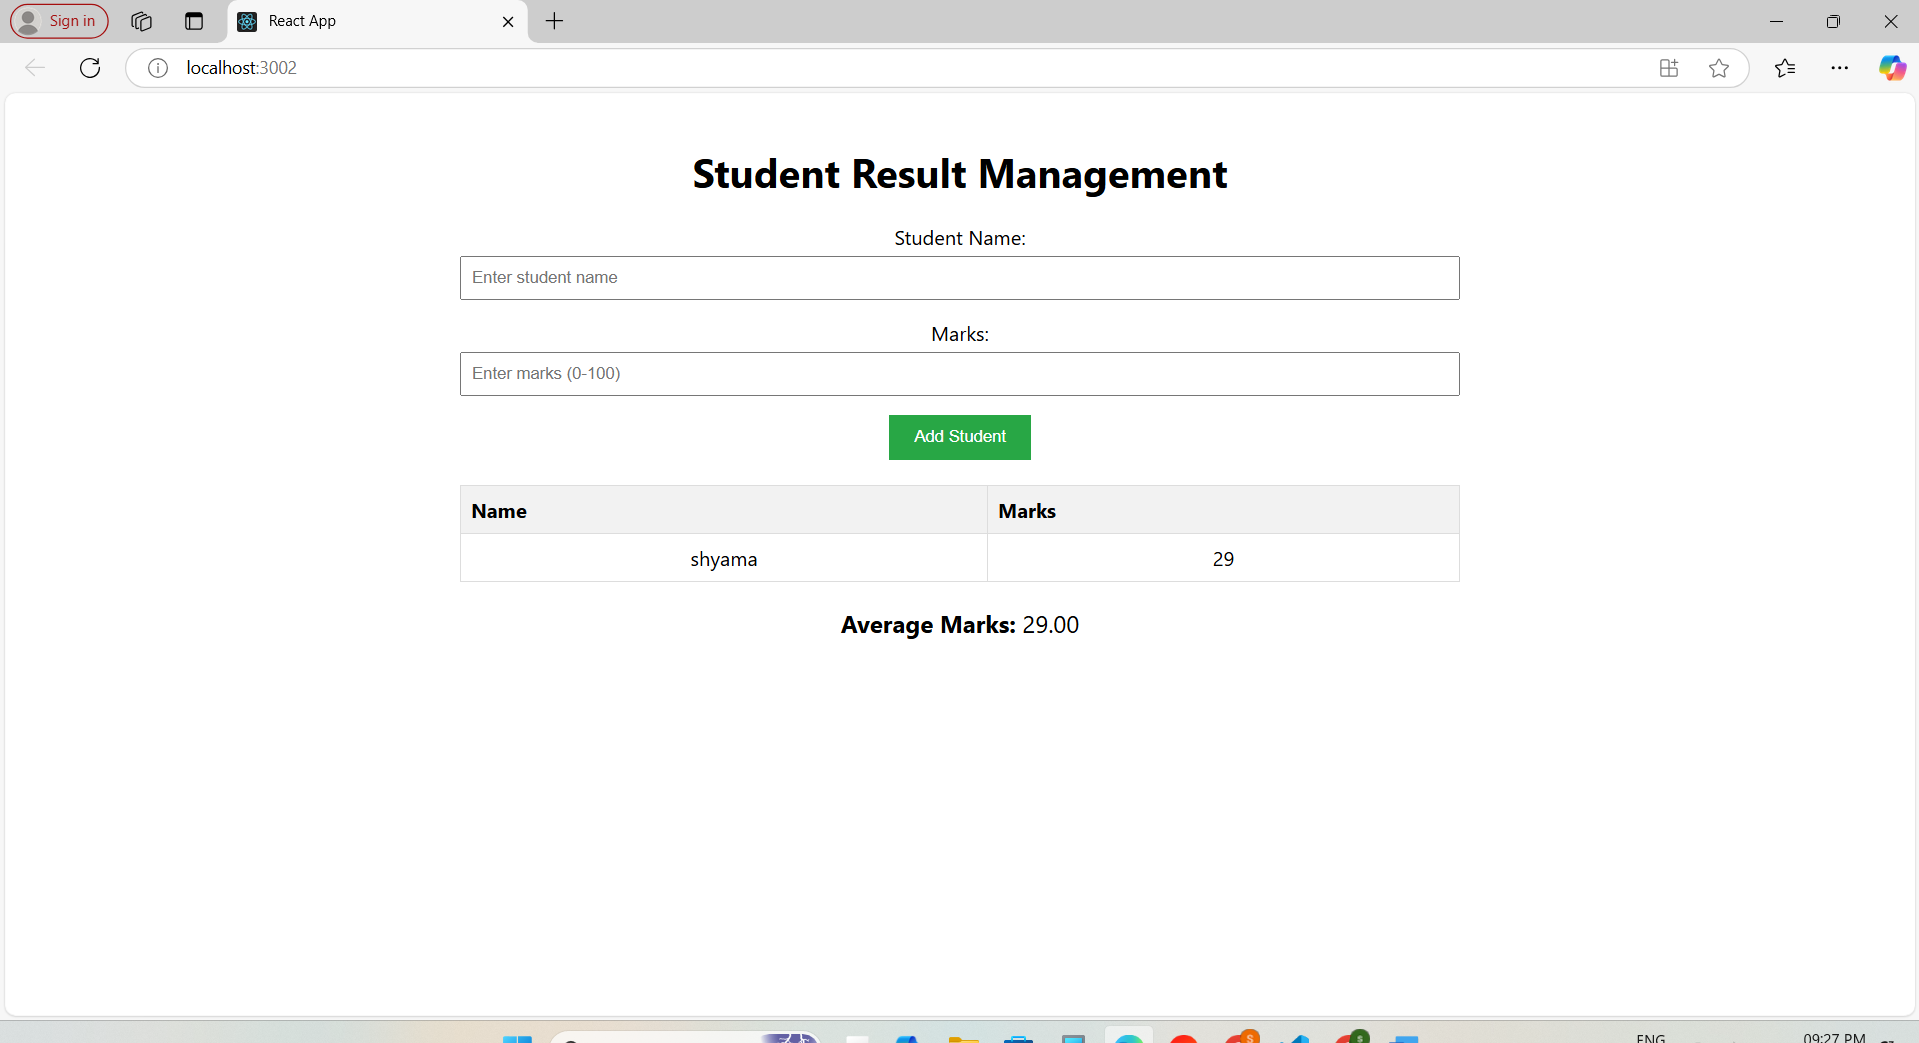 Sign in
React App
localhost:3002
Student Result Management
Student Name:
Enter student name
Marks:
Enter marks (0-100)
Add Student
Name Marks
shyama 29
Average Marks: 29.00
ENG 09:27 PM